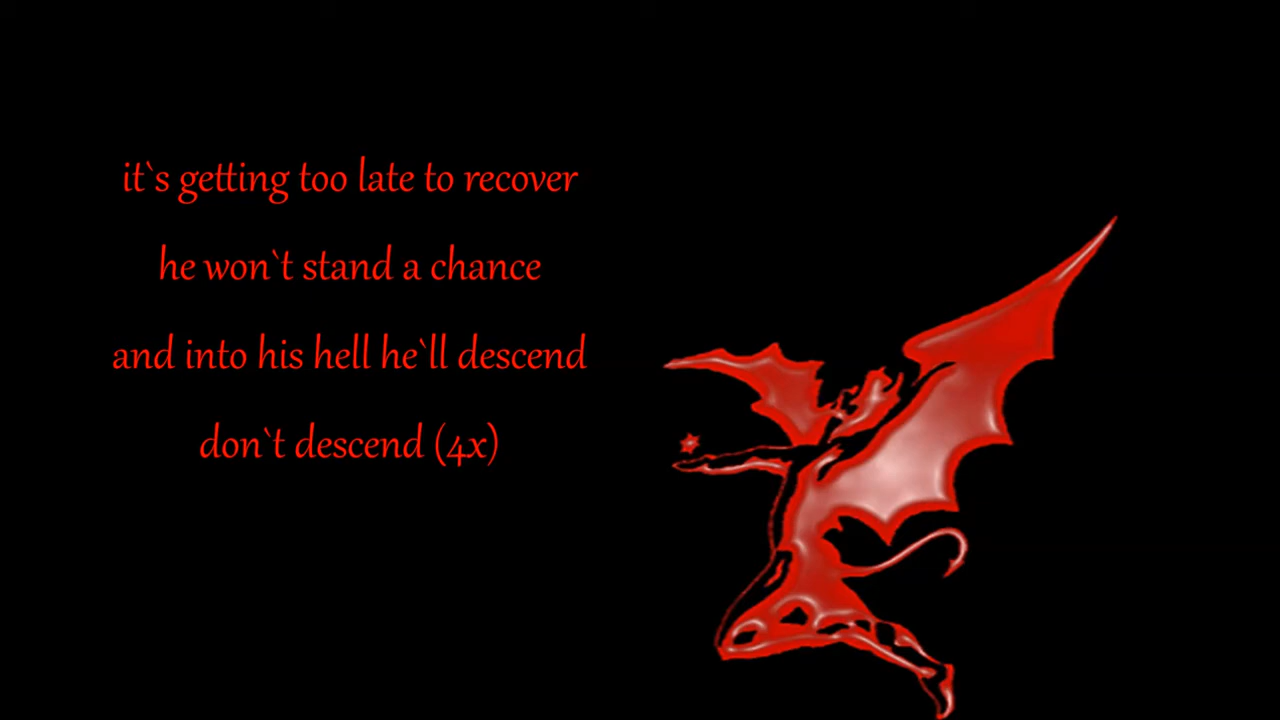 it`s getting too late to recover
he won`t stand a chance
and into his hell he`ll descend
don`t descend (4x)